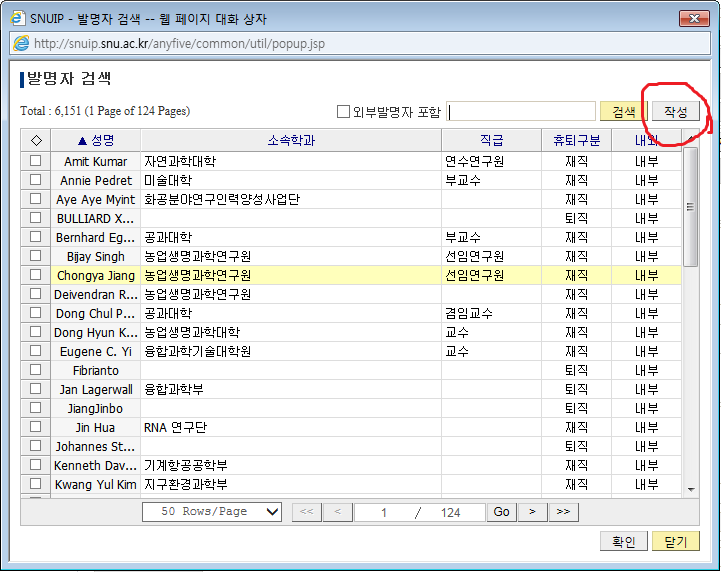 SNUIP - 발명자 검색 -- 웹 페이지 대화 상자
http://snuip.snu.ac.kr/anyfive/common/util/popup.jsp
발명자 검색
Total : 6,151 (1 Page of 124 Pages) 외부발명자 포함 검색 작성
◇ ▲ 성명 소속학과 직급 휴퇴구분 내외
Amit Kumar 자연과학대학 연수연구원 재직 내부
Annie Pedret 미술대학 부교수 재직 내부
Aye Aye Myint 화공분야연구인력양성사업단 재직 내부
BULLIARD X... 퇴직 내부
Bernhard Eg... 공과대학 부교수 재직 내부
Bijay Singh 농업생명과학연구원 선임연구원 재직 내부
Chongya Jiang 농업생명과학연구원 선임연구원 재직 내부
Deivendran R... 농업생명과학연구원 재직 내부
Dong Chul P... 공과대학 겸임교수 재직 내부
Dong Hyun K... 농업생명과학대학 교수 재직 내부
Eugene C. Yi 융합과학기술대학원 교수 재직 내부
Fibrianto 퇴직 내부
Jan Lagerwall 융합과학부 퇴직 내부
JiangJinbo 퇴직 내부
Jin Hua RNA 연구단 재직 내부
Johannes St... 퇴직 내부
Kenneth Dav... 기계항공공학부 재직 내부
Kwang Yul Kim 지구환경과학부 재직 내부
50 Rows/Page << < 1 / 124 Go > >>
확인 닫기